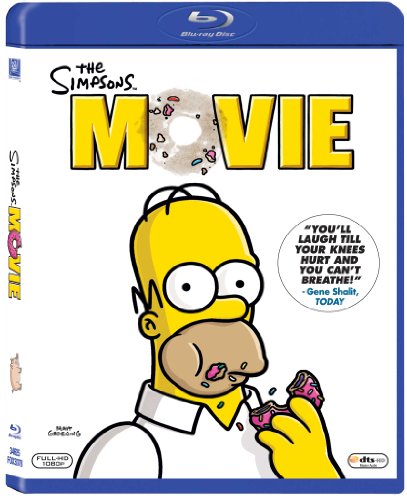 Blu-ray Disc
THE
SIMPSONS
MOVIE
"YOU'LL
LAUGH TILL
YOUR KNEES
HURT AND
YOU CAN'T
BREATHE!"
- Gene Shalit,
TODAY
MATT
GROENING
FULL-HD
1080P
dts-HD
THE
SIMPSONS
MOVIE